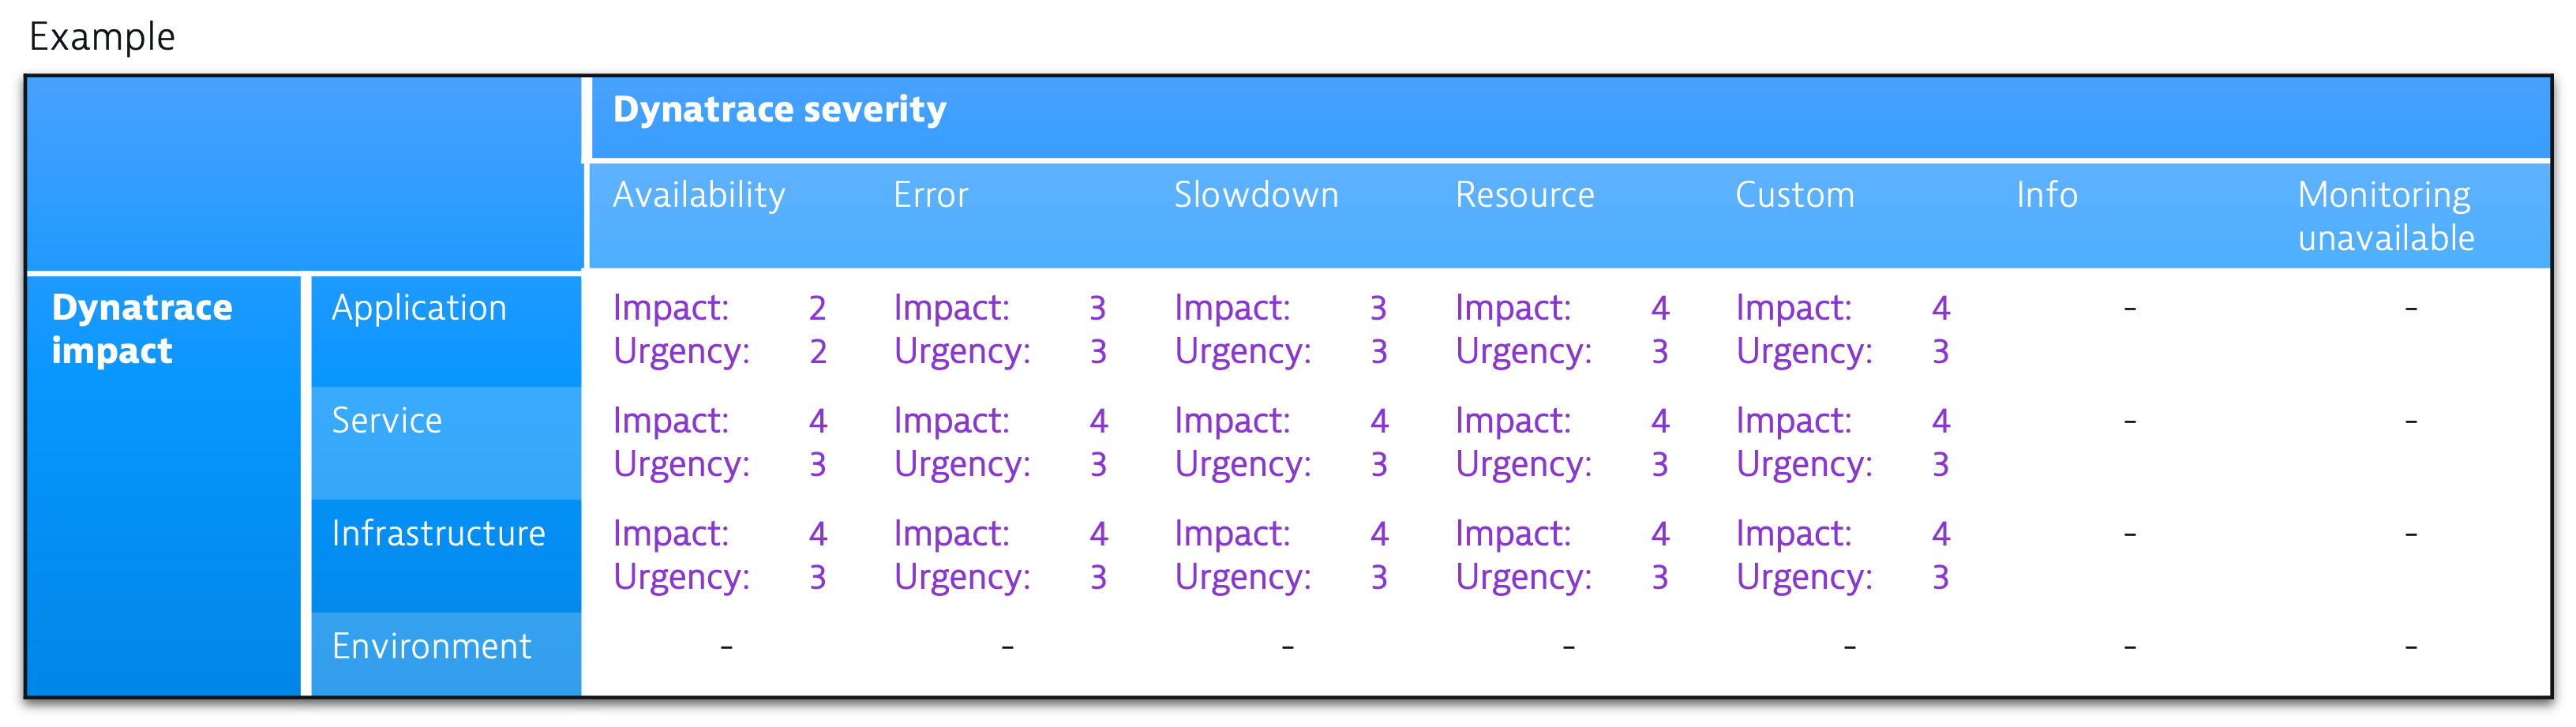 Example
Dynatrace severity
Availability Error Slowdown Resource Custom Info Monitoring
unavailable
Dynatrace Application Impact: 2 Impact: 3 Impact: 3 Impact: 4 Impact: 4 - -
impact Urgency: 2 Urgency: 3 Urgency: 3 Urgency: 3 Urgency: 3
Service Impact: 4 Impact: 4 Impact: 4 Impact: 4 Impact: 4 - -
Urgency: 3 Urgency: 3 Urgency: 3 Urgency: 3 Urgency: 3
Infrastructure Impact: 4 Impact: 4 Impact: 4 Impact: 4 Impact: 4 - -
Urgency: 3 Urgency: 3 Urgency: 3 Urgency: 3 Urgency: 3
Environment - - - - - - -